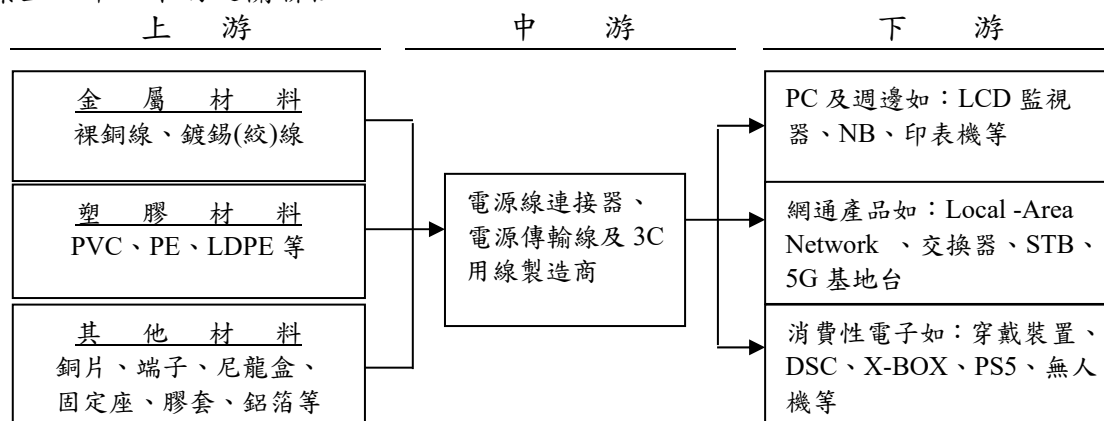 上 游 中 游 下 游
金 屬 材 料
裸銅線、鍍錫(絞)線
塑 膠 材 料
PVC、PE、LDPE 等
其 他 材 料
銅片、端子、尼龍盒、
固定座、膠套、鋁箔等
電源線連接器、
電源傳輸線及 3C
用線製造商
PC 及週邊如：LCD 監視
器、NB、印表機等
網通產品如：Local -Area
Network 、交換器、STB、
5G 基地台
消費性電子如：穿戴裝置、
DSC、X-BOX、PS5、無人
機等